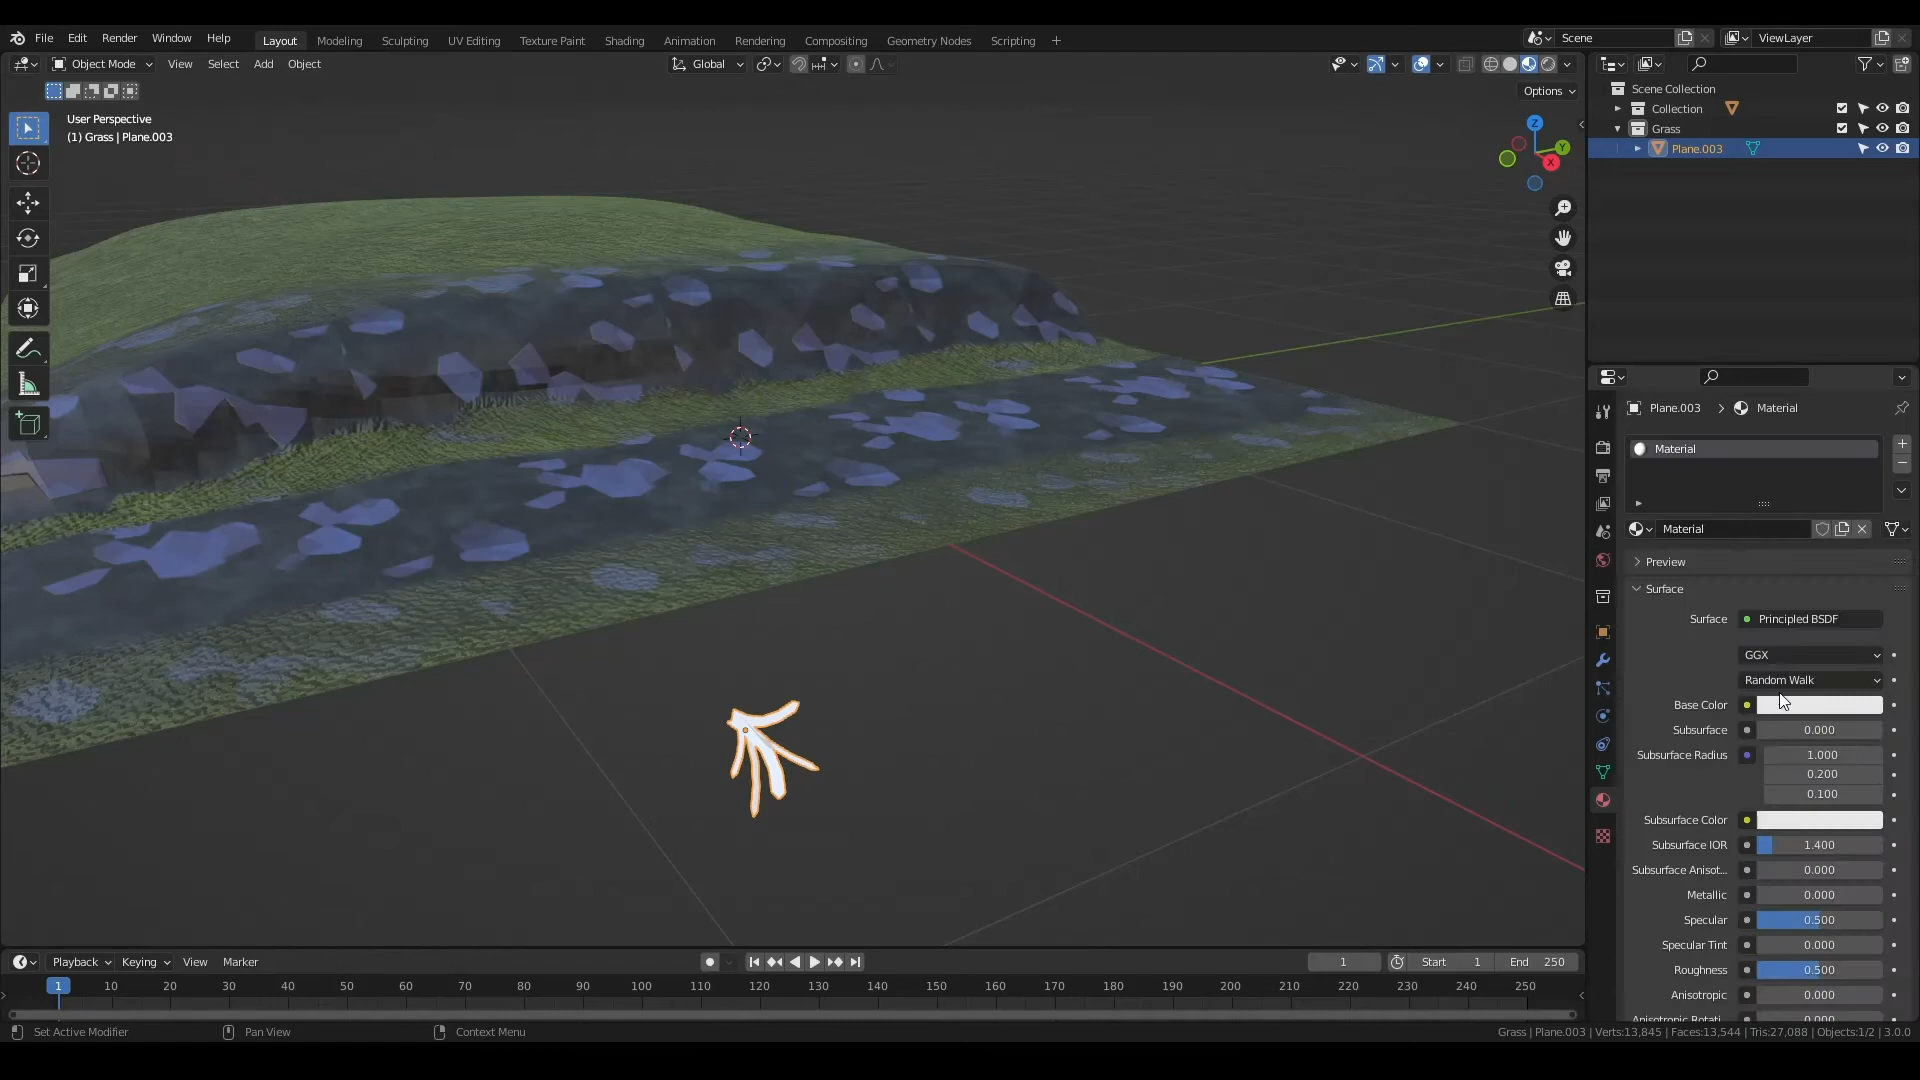 File Edit Render Window Help Layout Modeling Sculpting UV Editing Texture Paint Shading Animation Rendering Compositing Geometry Nodes Scripting + Scene ViewLayer
Object Mode View Select Add Object Global
Options
User Perspective
(1) Grass | Plane.003
Z
Y
X
Scene Collection
Collection
Grass
Plane.003
Plane.003 > Material
Material
Material
Preview
Surface
Surface Principled BSDF
GGX
Random Walk
Base Color
Subsurface 0.000
Subsurface Radius 1.000
0.200
0.100
Subsurface Color
Subsurface IOR 1.400
Subsurface Anisot... 0.000
Metallic 0.000
Specular 0.500
Specular Tint 0.000
Roughness 0.500
Anisotropic 0.000
Anisotropic Rotati... 0.000
Playback Keying View Marker 1 Start 1 End 250
1 10 20 30 40 50 60 70 80 90 100 110 120 130 140 150 160 170 180 190 200 210 220 230 240 250
Set Active Modifier Pan View Context Menu Grass | Plane.003 | Verts:13,845 | Faces:13,544 | Tris:27,088 | Objects:1/2 | 3.0.0